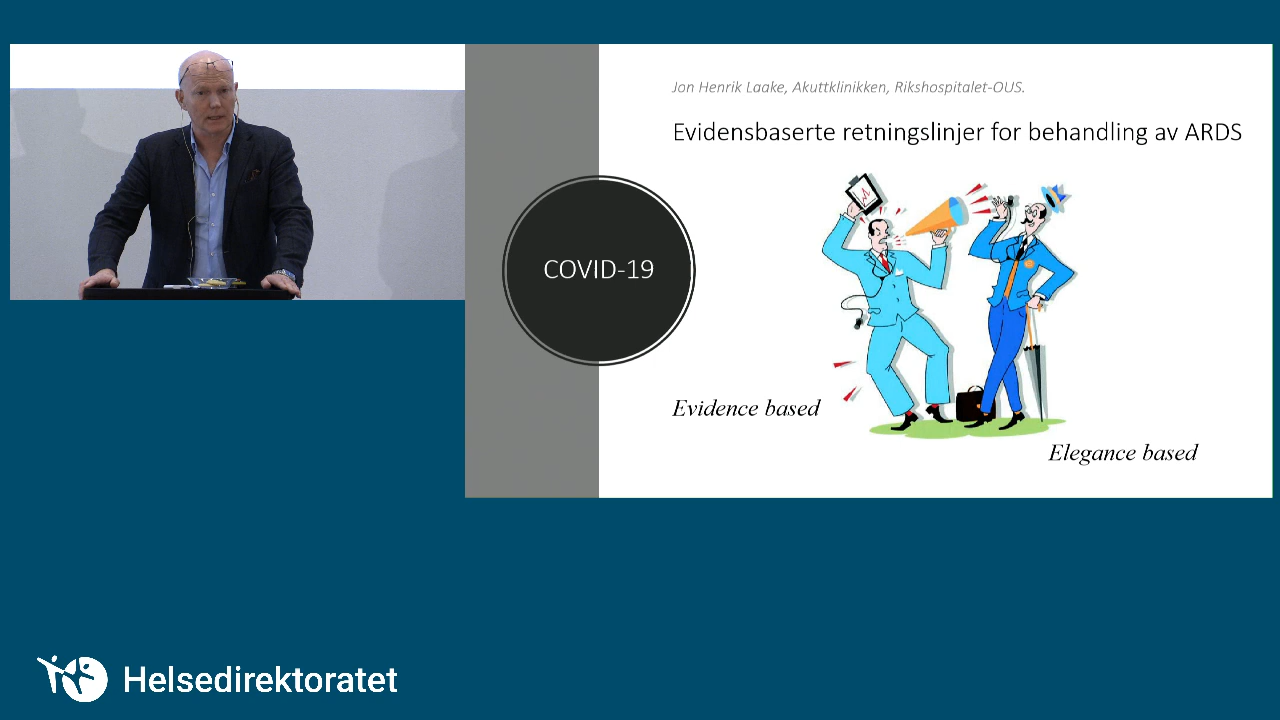 Jon Henrik Laake, Akuttklinikken, Rikshospitalet-OUS.
Evidensbaserte retningslinjer for behandling av ARDS
COVID-19
Evidence based
Elegance based
Helsedirektoratet